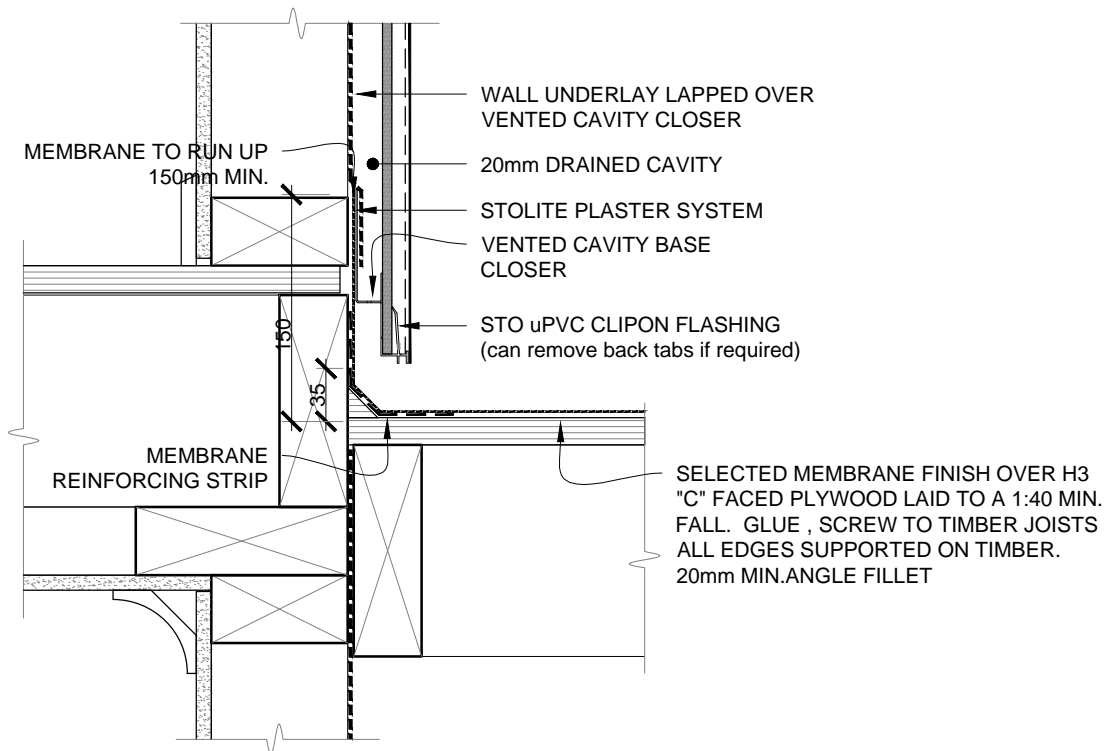 WALL UNDERLAY LAPPED OVER
VENTED CAVITY CLOSER
MEMBRANE TO RUN UP
150mm MIN.
20mm DRAINED CAVITY
STOLITE PLASTER SYSTEM
VENTED CAVITY BASE
CLOSER
STO uPVC CLIPON FLASHING
(can remove back tabs if required)
150
35
MEMBRANE
REINFORCING STRIP
SELECTED MEMBRANE FINISH OVER H3
"C" FACED PLYWOOD LAID TO A 1:40 MIN.
FALL. GLUE , SCREW TO TIMBER JOISTS
ALL EDGES SUPPORTED ON TIMBER.
20mm MIN.ANGLE FILLET